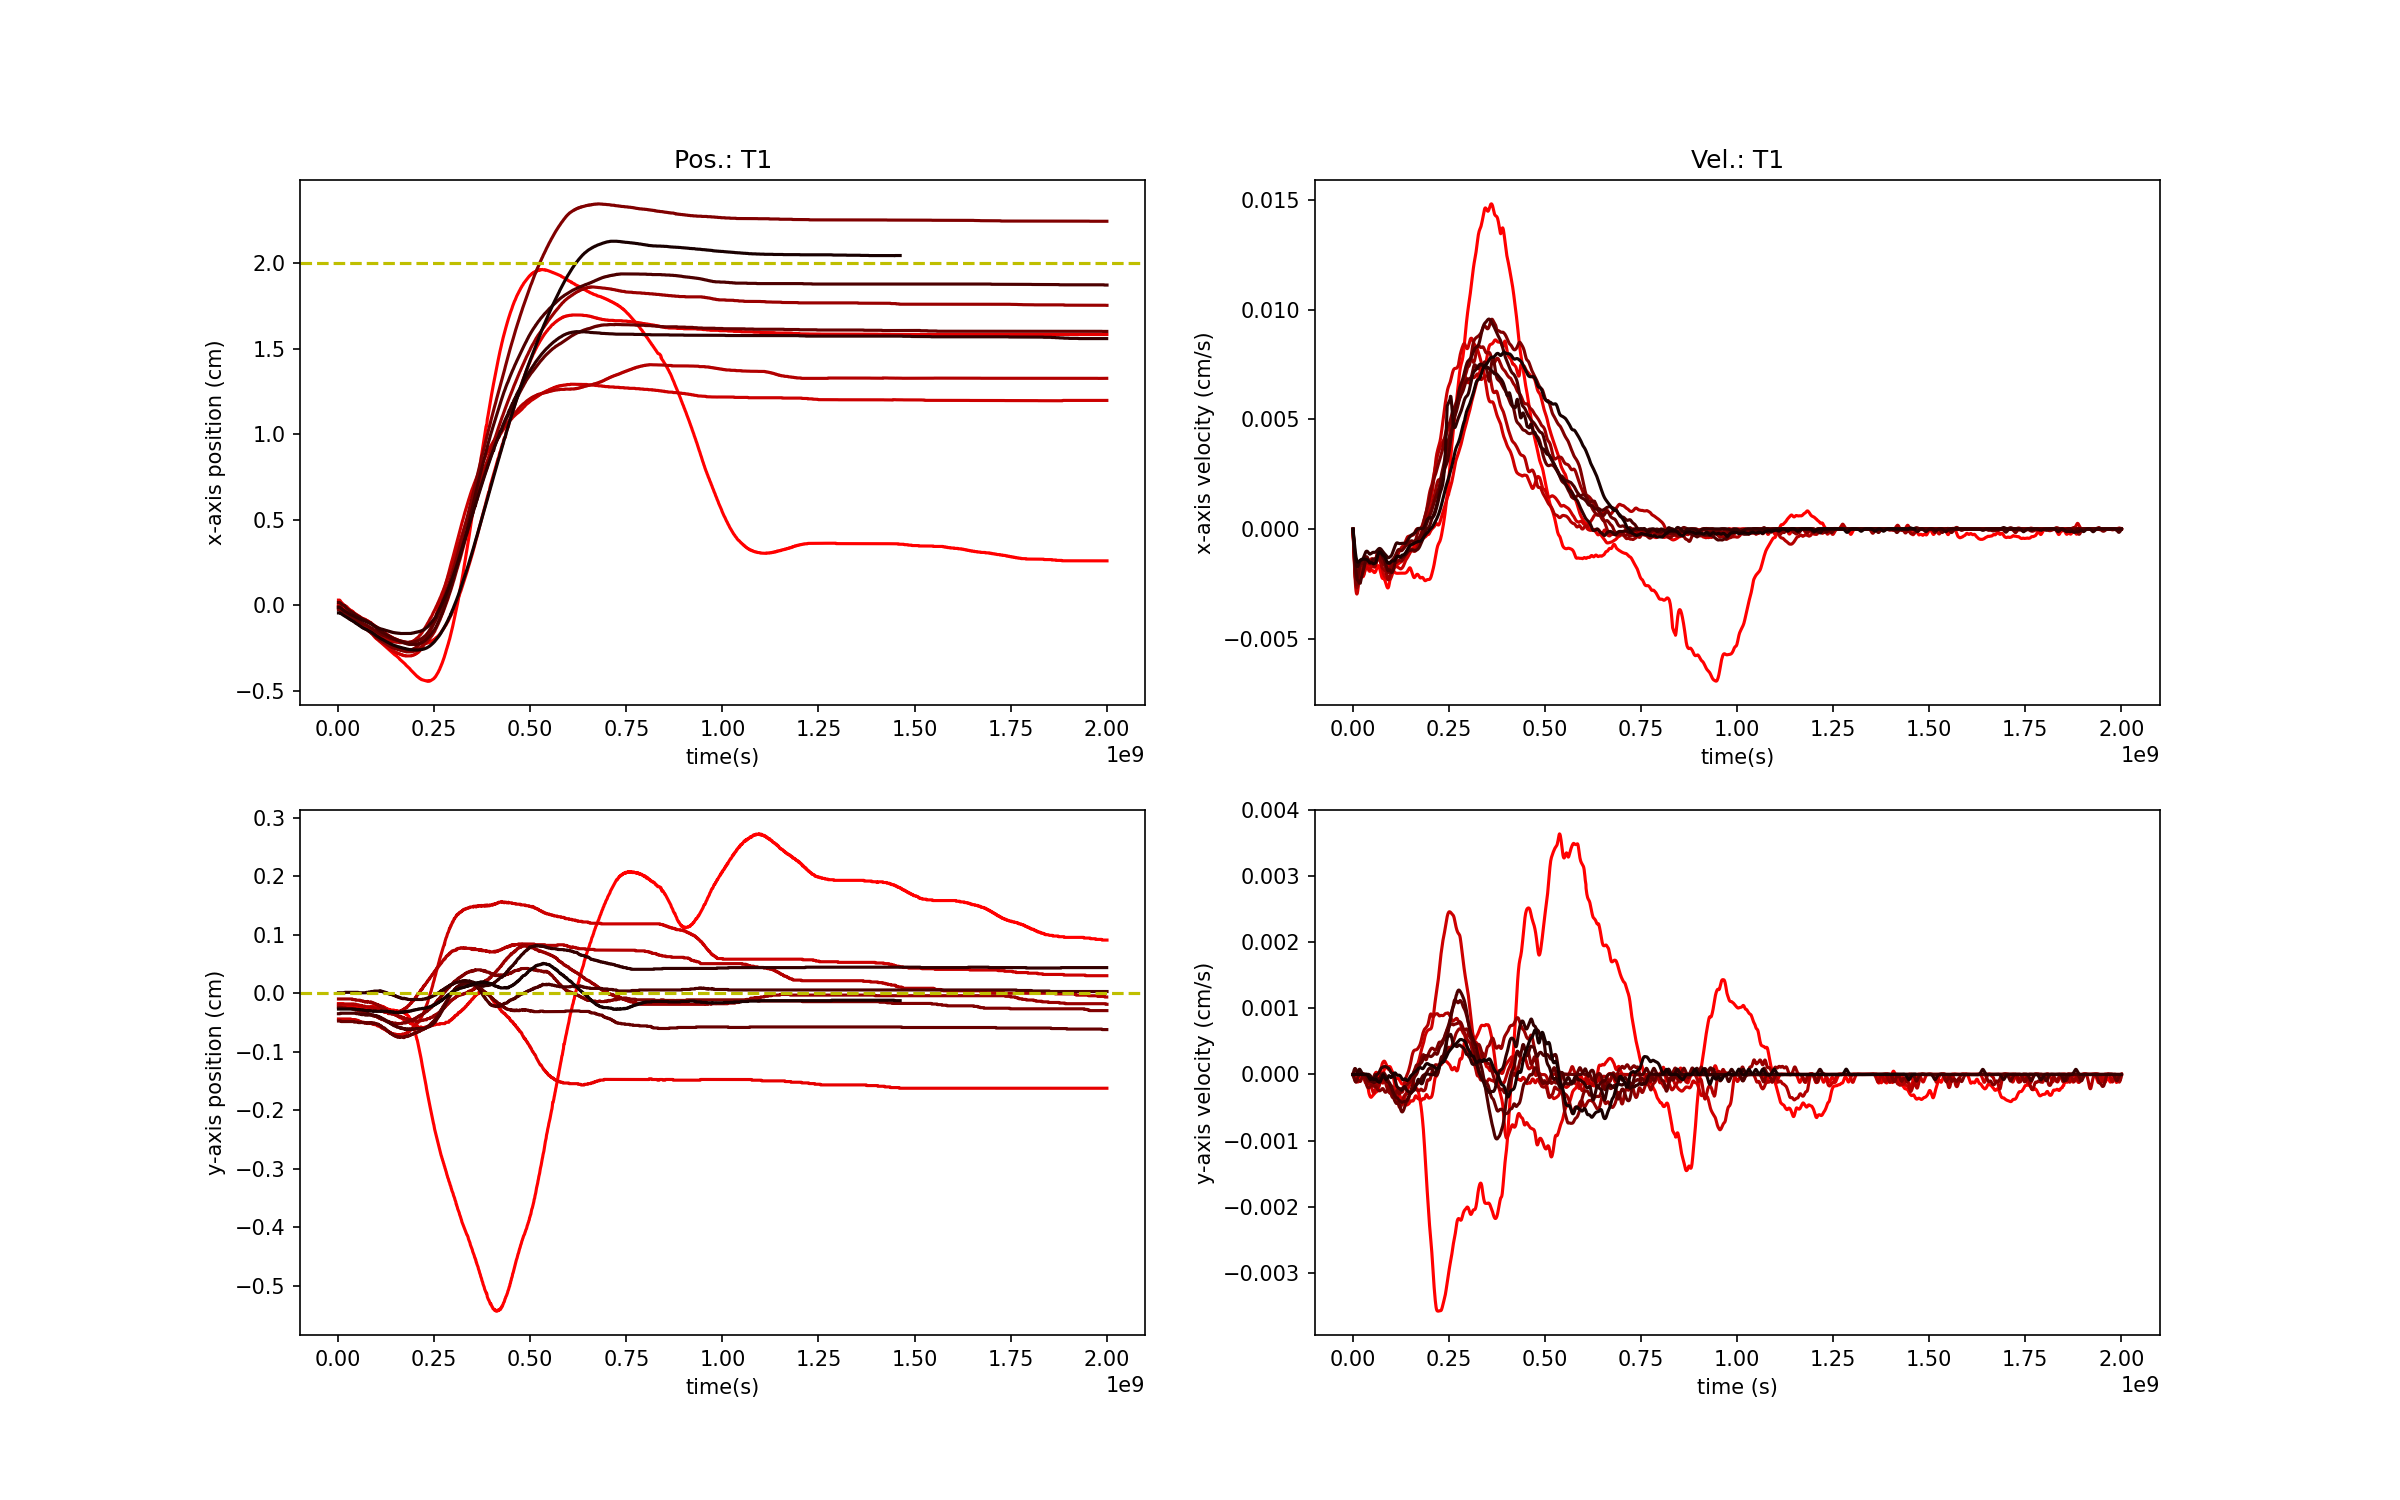 Pos.: T1
2.0
1.5
1.0
0.5
0.0
−0.5
x-axis position (cm)
0.00 0.25 0.50 0.75 1.00 1.25 1.50 1.75 2.00
time(s)
1e9
Vel.: T1
0.015
0.010
0.005
0.000
−0.005
x-axis velocity (cm/s)
0.00 0.25 0.50 0.75 1.00 1.25 1.50 1.75 2.00
time(s)
1e9
0.3
0.2
0.1
0.0
−0.1
−0.2
−0.3
−0.4
−0.5
y-axis position (cm)
0.00 0.25 0.50 0.75 1.00 1.25 1.50 1.75 2.00
time(s)
1e9
0.004
0.003
0.002
0.001
0.000
−0.001
−0.002
−0.003
y-axis velocity (cm/s)
0.00 0.25 0.50 0.75 1.00 1.25 1.50 1.75 2.00
time (s)
1e9